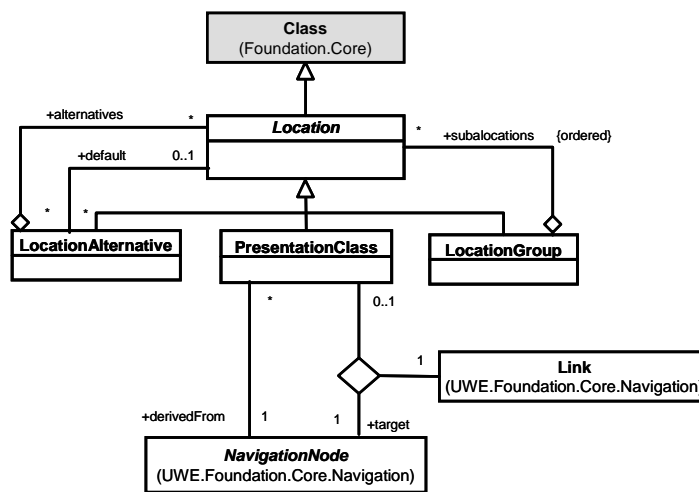 Class
(Foundation.Core)
+alternatives
*
Location
*
+subalocations
{ordered}
+default
0..1
*
*
LocationAlternative
PresentationClass
LocationGroup
*
0..1
1
Link
(UWE.Foundation.Core.Navigation)
+derivedFrom
1
1
+target
NavigationNode
(UWE.Foundation.Core.Navigation)